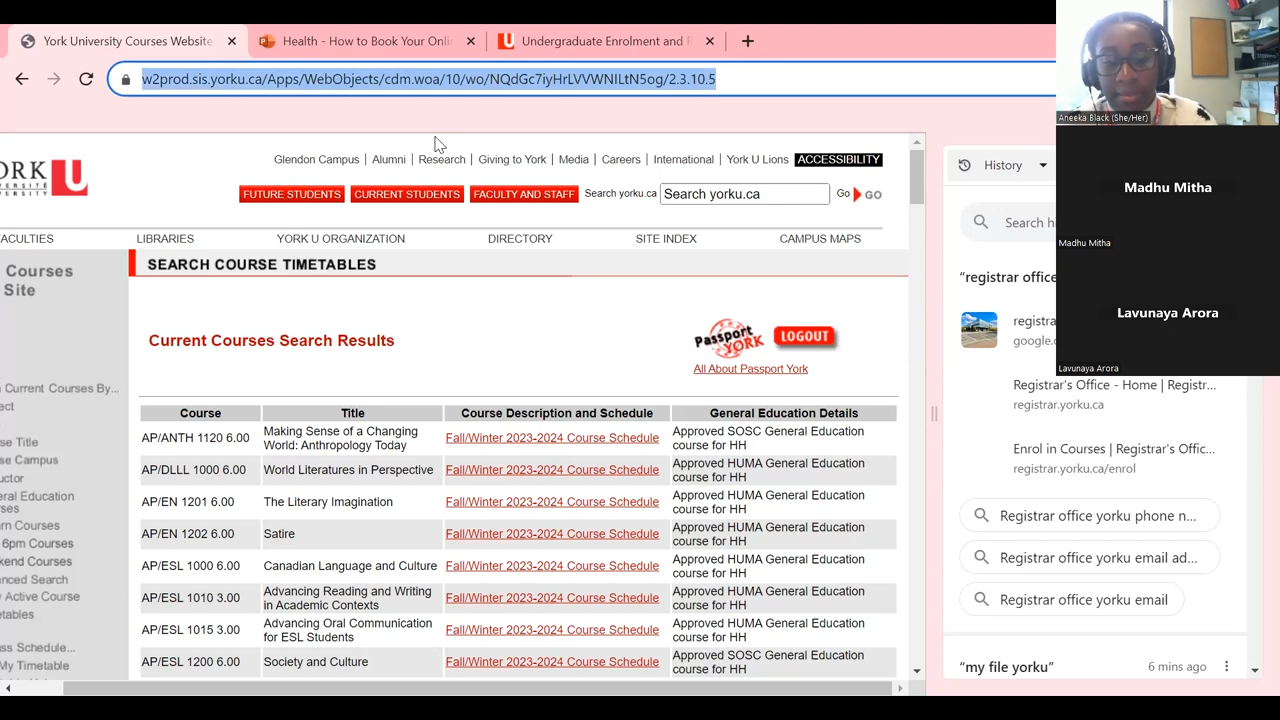 York University Courses Website
Health - How to Book Your Onli
Undergraduate Enrolment and R
w2prod.sis.yorku.ca/Apps/WebObjects/cdm.woa/10/wo/NQdGc7iyHrLVVWNILtN5og/2.3.10.5
Glendon Campus | Alumni | Research | Giving to York | Media | Careers | International | York U Lions ACCESSIBILITY
FUTURE STUDENTS CURRENT STUDENTS FACULTY AND STAFF Search yorku.ca Search yorku.ca Go GO
FACULTIES LIBRARIES YORK U ORGANIZATION DIRECTORY SITE INDEX CAMPUS MAPS
Courses
Site
SEARCH COURSE TIMETABLES
Current Courses Search Results
Passport YORK
LOGOUT
All About Passport York
Course Title Course Description and Schedule General Education Details
AP/ANTH 1120 6.00 Making Sense of a Changing World: Anthropology Today Fall/Winter 2023-2024 Course Schedule Approved SOSC General Education course for HH
AP/DLLL 1000 6.00 World Literatures in Perspective Fall/Winter 2023-2024 Course Schedule Approved HUMA General Education course for HH
AP/EN 1201 6.00 The Literary Imagination Fall/Winter 2023-2024 Course Schedule Approved HUMA General Education course for HH
AP/EN 1202 6.00 Satire Fall/Winter 2023-2024 Course Schedule Approved HUMA General Education course for HH
AP/ESL 1000 6.00 Canadian Language and Culture Fall/Winter 2023-2024 Course Schedule Approved HUMA General Education course for HH
AP/ESL 1010 3.00 Advancing Reading and Writing in Academic Contexts Fall/Winter 2023-2024 Course Schedule Approved HUMA General Education course for HH
AP/ESL 1015 3.00 Advancing Oral Communication for ESL Students Fall/Winter 2023-2024 Course Schedule Approved HUMA General Education course for HH
AP/ESL 1200 6.00 Society and Culture Fall/Winter 2023-2024 Course Schedule Approved SOSC General Education
Current Courses By...
Title
Campus
General Education
Courses
6pm Courses
Courses
Search
Active Course
Schedule...
My Timetable
History
Search hi
"registrar office
registra
google.c
Registrar's Office - Home | Registr...
registrar.yorku.ca
Enrol in Courses | Registrar's Offic...
registrar.yorku.ca/enrol
Registrar office yorku phone n...
Registrar office yorku email ad...
Registrar office yorku email
"my file yorku" 6 mins ago
Aneeka Black (She/Her)
Madhu Mitha
Madhu Mitha
Lavunaya Arora
Lavunaya Arora